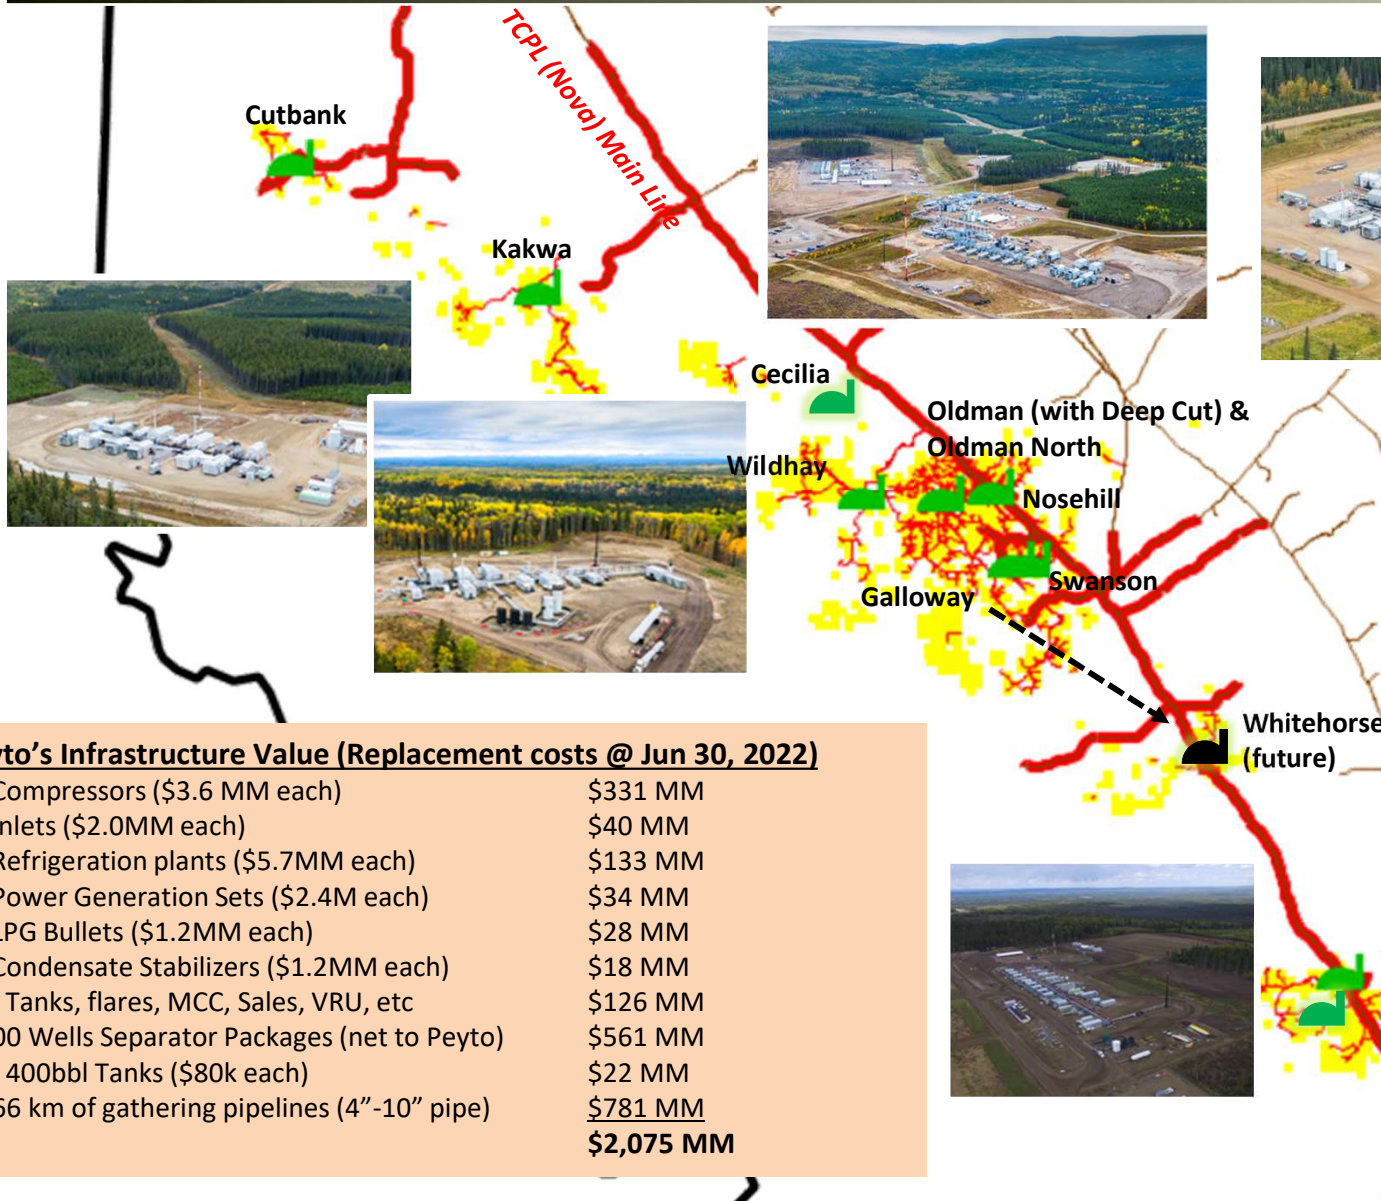 TCPL (Nova) Main Line
Cutbank
Kakwa
Cecilia
Oldman (with Deep Cut) &
Oldman North
Wildhay
Nosehill
Swanson
Galloway
Whitehorse
(future)
yto’s Infrastructure Value (Replacement costs @ Jun 30, 2022)
Compressors ($3.6 MM each) $331 MM
nlets ($2.0MM each) $40 MM
Refrigeration plants ($5.7MM each) $133 MM
Power Generation Sets ($2.4M each) $34 MM
LPG Bullets ($1.2MM each) $28 MM
Condensate Stabilizers ($1.2MM each) $18 MM
Tanks, flares, MCC, Sales, VRU, etc $126 MM
00 Wells Separator Packages (net to Peyto) $561 MM
400bbl Tanks ($80k each) $22 MM
66 km of gathering pipelines (4”-10” pipe) $781 MM
$2,075 MM